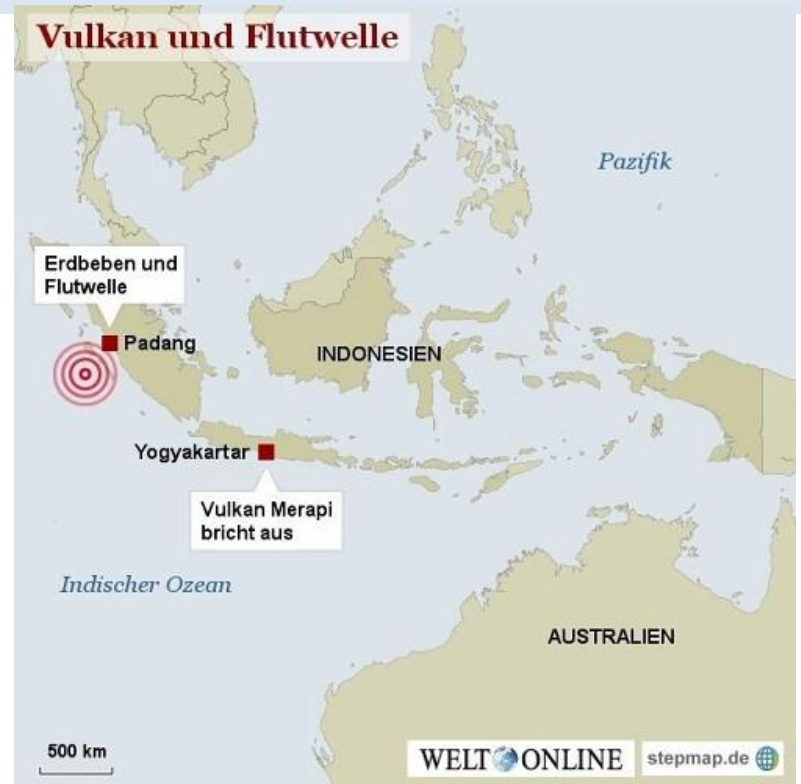 Vulkan und Flutwelle
Pazifik
Erdbeben und
Flutwelle
Padang
INDONESIEN
Yogyakartar
Vulkan Merapi
bricht aus
Indischer Ozean
AUSTRALIEN
500 km
WELT ONLINE
stepmap.de